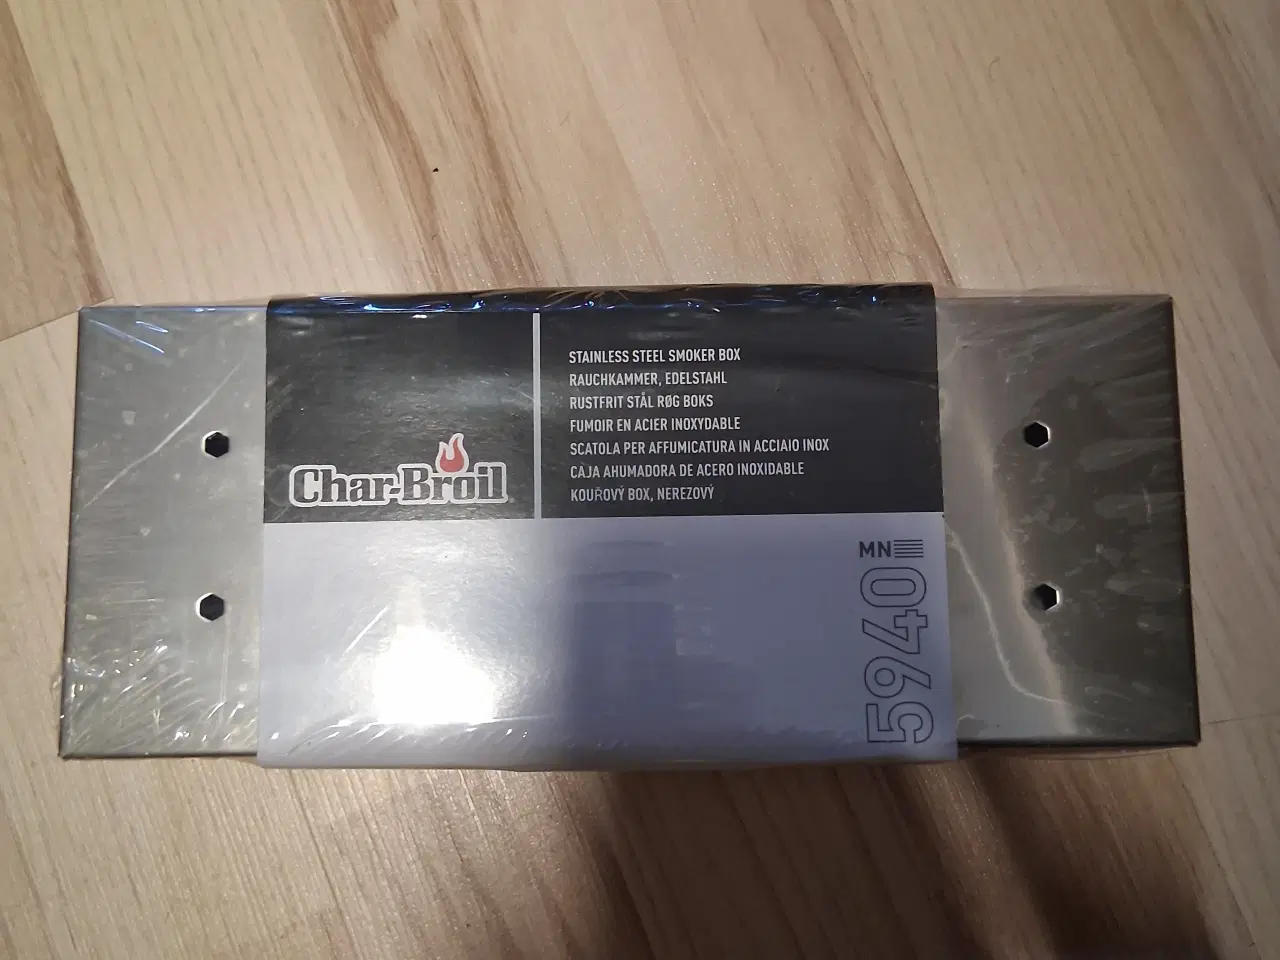 Char-Broil
STAINLESS STEEL SMOKER BOX
RAUCHKAMMER, EDELSTAHL
RUSTFRIT STÅL RØG BOKS
FUMOIR EN ACIER INOXYDABLE
SCATOLA PER AFFUMICATURA IN ACCIAIO INOX
CAJA AHUMADORA DE ACERO INOXIDABLE
KOUŘOVÝ BOX, NEREZOVÝ
MN
5940